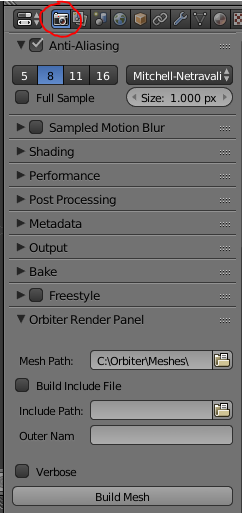 Anti-Aliasing
5 8 11 16 Mitchell-Netravali
Full Sample Size: 1.000 px
Sampled Motion Blur
Shading
Performance
Post Processing
Metadata
Output
Bake
Freestyle
Orbiter Render Panel
Mesh Path: C:\Orbiter\Meshes\
Build Include File
Include Path:
Outer Nam
Verbose
Build Mesh